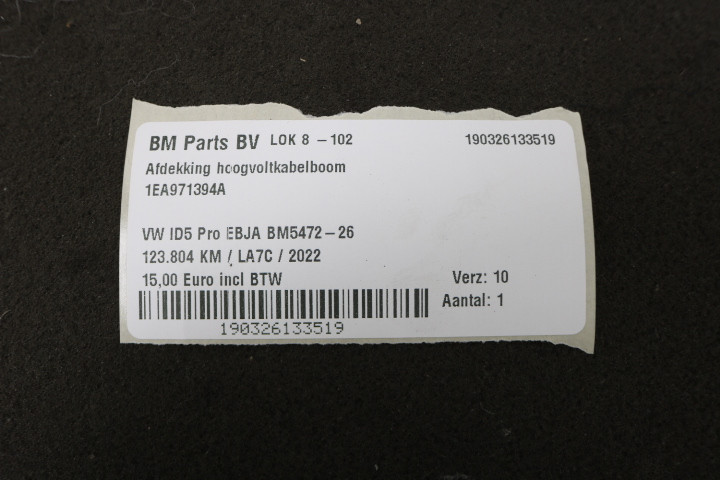 BM Parts BV LOK 8 - 102 190326133519
Afdekking hoogvoltkabelboom
1EA971394A
VW ID5 Pro EBJA BM5472-26
123.804 KM / LA7C / 2022
15,00 Euro incl BTW Verz: 10
Aantal: 1
190326133519